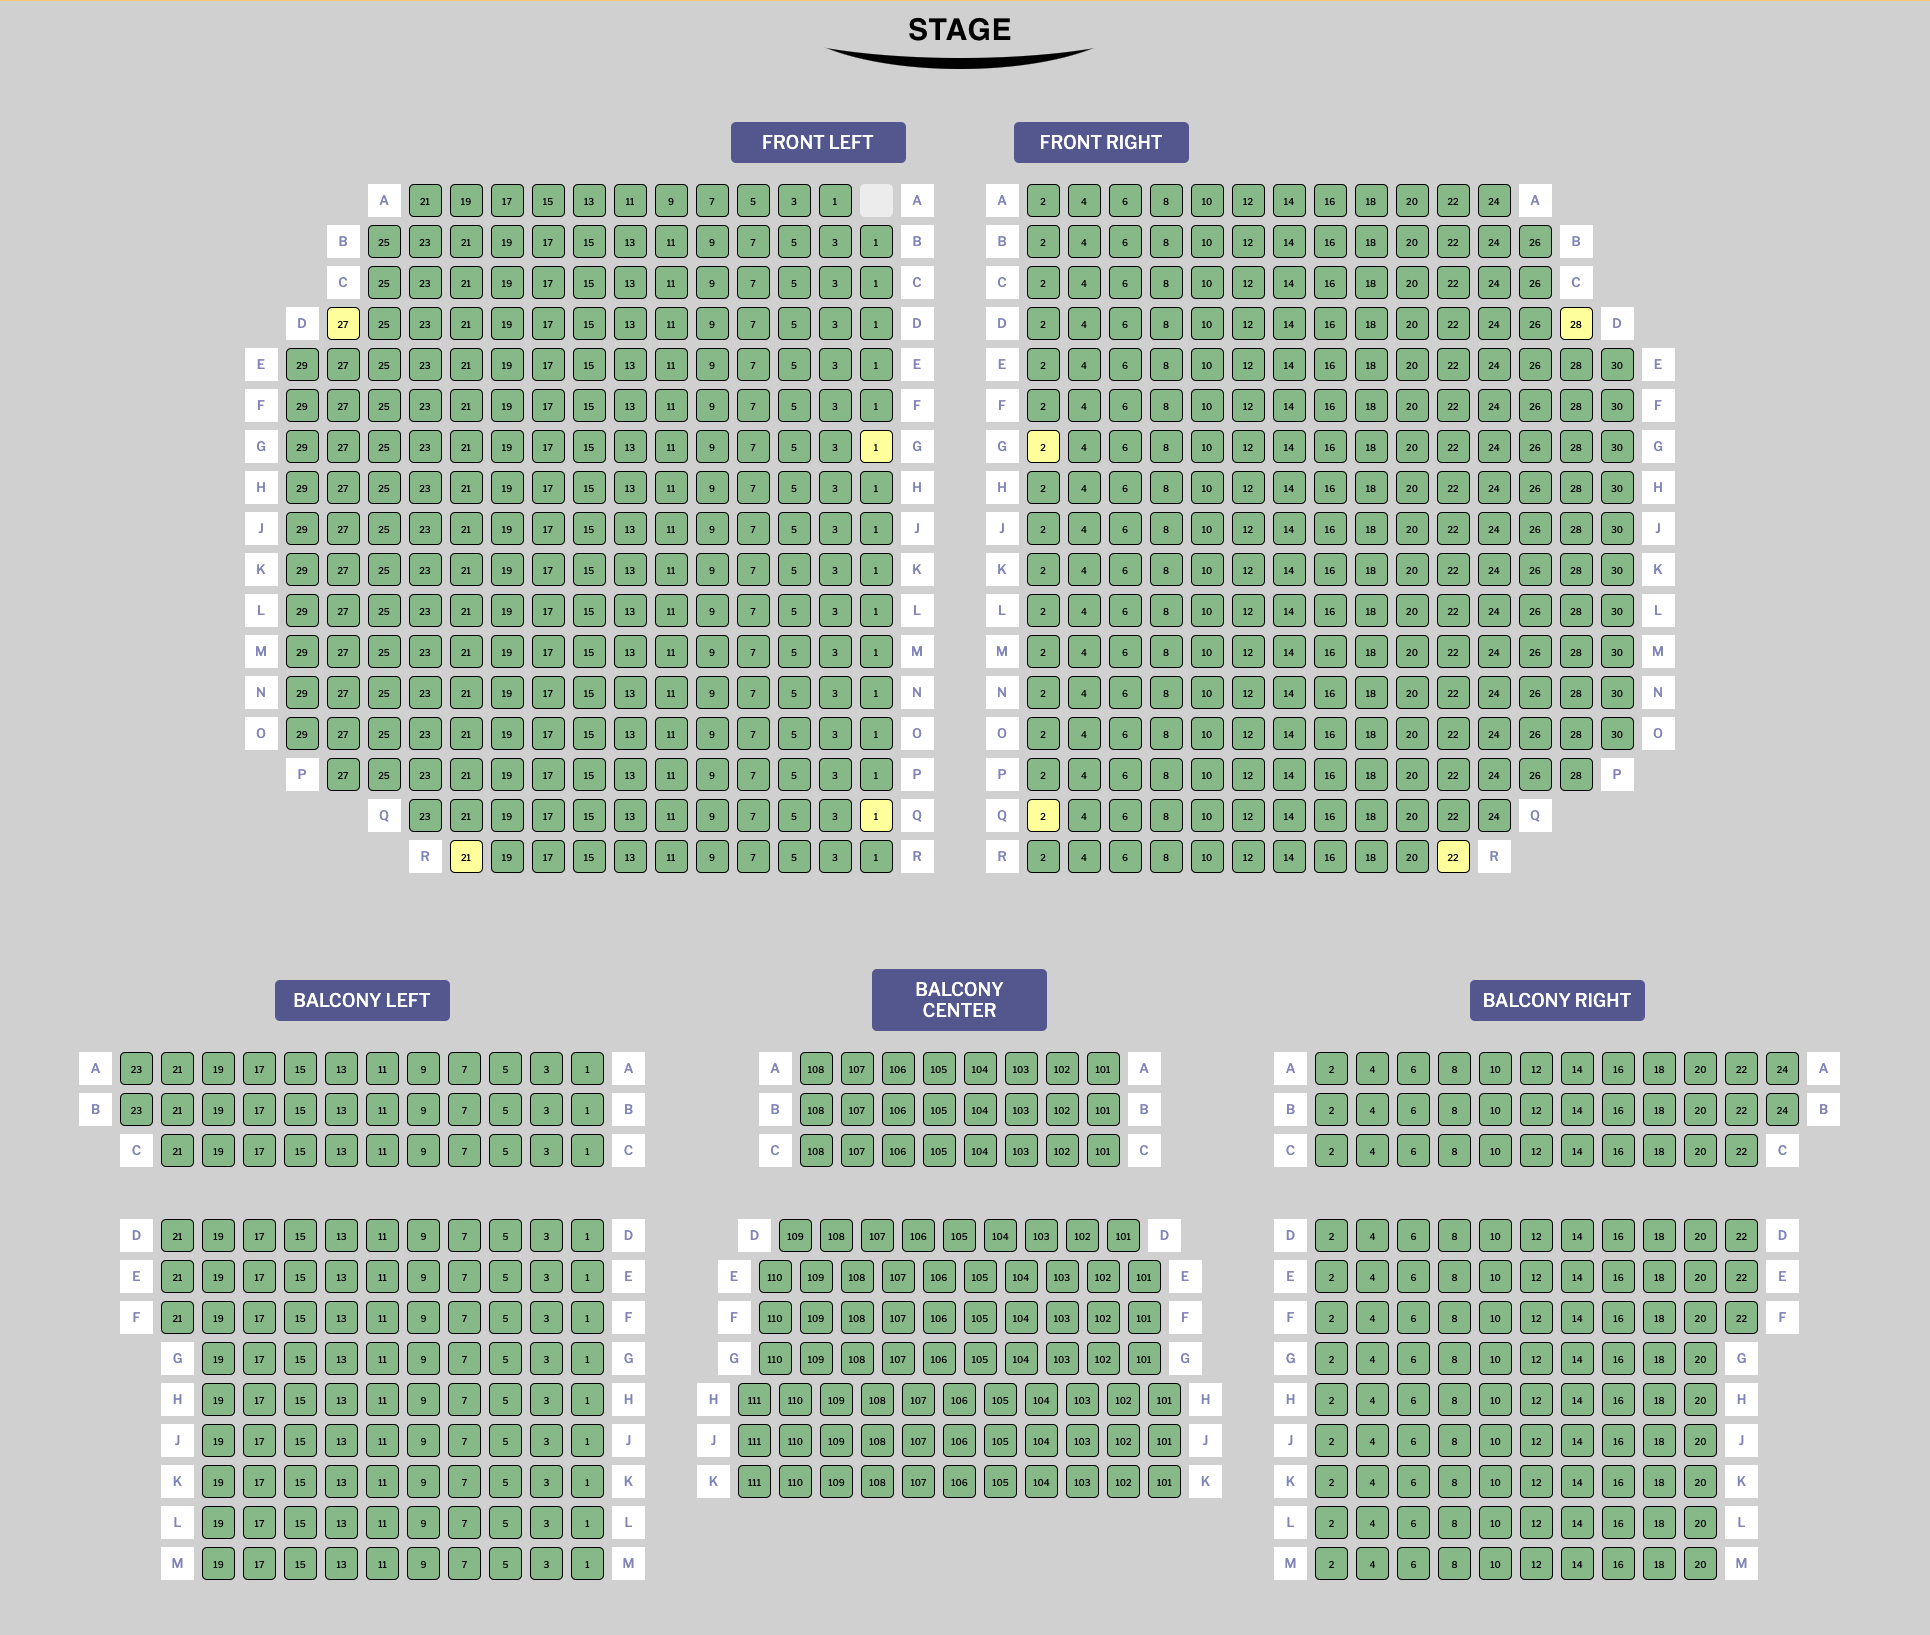 STAGE
FRONT LEFT FRONT RIGHT
A 21 19 17 15 13 11 9 7 5 3 1 A A 2 4 6 8 10 12 14 16 18 20 22 24 A
B 25 23 21 19 17 15 13 11 9 7 5 3 1 B B 2 4 6 8 10 12 14 16 18 20 22 24 26 B
C 25 23 21 19 17 15 13 11 9 7 5 3 1 C C 2 4 6 8 10 12 14 16 18 20 22 24 26 C
D 27 25 23 21 19 17 15 13 11 9 7 5 3 1 D D 2 4 6 8 10 12 14 16 18 20 22 24 26 28 D
E 29 27 25 23 21 19 17 15 13 11 9 7 5 3 1 E E 2 4 6 8 10 12 14 16 18 20 22 24 26 28 30 E
F 29 27 25 23 21 19 17 15 13 11 9 7 5 3 1 F F 2 4 6 8 10 12 14 16 18 20 22 24 26 28 30 F
G 29 27 25 23 21 19 17 15 13 11 9 7 5 3 1 G G 2 4 6 8 10 12 14 16 18 20 22 24 26 28 30 G
H 29 27 25 23 21 19 17 15 13 11 9 7 5 3 1 H H 2 4 6 8 10 12 14 16 18 20 22 24 26 28 30 H
J 29 27 25 23 21 19 17 15 13 11 9 7 5 3 1 J J 2 4 6 8 10 12 14 16 18 20 22 24 26 28 30 J
K 29 27 25 23 21 19 17 15 13 11 9 7 5 3 1 K K 2 4 6 8 10 12 14 16 18 20 22 24 26 28 30 K
L 29 27 25 23 21 19 17 15 13 11 9 7 5 3 1 L L 2 4 6 8 10 12 14 16 18 20 22 24 26 28 30 L
M 29 27 25 23 21 19 17 15 13 11 9 7 5 3 1 M M 2 4 6 8 10 12 14 16 18 20 22 24 26 28 30 M
N 29 27 25 23 21 19 17 15 13 11 9 7 5 3 1 N N 2 4 6 8 10 12 14 16 18 20 22 24 26 28 30 N
O 29 27 25 23 21 19 17 15 13 11 9 7 5 3 1 O O 2 4 6 8 10 12 14 16 18 20 22 24 26 28 30 O
P 27 25 23 21 19 17 15 13 11 9 7 5 3 1 P P 2 4 6 8 10 12 14 16 18 20 22 24 26 28 P
Q 23 21 19 17 15 13 11 9 7 5 3 1 Q Q 2 4 6 8 10 12 14 16 18 20 22 24 Q
R 21 19 17 15 13 11 9 7 5 3 1 R R 2 4 6 8 10 12 14 16 18 20 22 R
BALCONY LEFT
BALCONY
CENTER
BALCONY RIGHT
A 23 21 19 17 15 13 11 9 7 5 3 1 A A 108 107 106 105 104 103 102 101 A A 2 4 6 8 10 12 14 16 18 20 22 24 A
B 23 21 19 17 15 13 11 9 7 5 3 1 B B 108 107 106 105 104 103 102 101 B B 2 4 6 8 10 12 14 16 18 20 22 24 B
C 21 19 17 15 13 11 9 7 5 3 1 C C 108 107 106 105 104 103 102 101 C C 2 4 6 8 10 12 14 16 18 20 22 C
D 21 19 17 15 13 11 9 7 5 3 1 D D 109 108 107 106 105 104 103 102 101 D D 2 4 6 8 10 12 14 16 18 20 22 D
E 21 19 17 15 13 11 9 7 5 3 1 E E 110 109 108 107 106 105 104 103 102 101 E E 2 4 6 8 10 12 14 16 18 20 22 E
F 21 19 17 15 13 11 9 7 5 3 1 F F 110 109 108 107 106 105 104 103 102 101 F F 2 4 6 8 10 12 14 16 18 20 22 F
G 19 17 15 13 11 9 7 5 3 1 G G 110 109 108 107 106 105 104 103 102 101 G G 2 4 6 8 10 12 14 16 18 20 G
H 19 17 15 13 11 9 7 5 3 1 H H 111 110 109 108 107 106 105 104 103 102 101 H H 2 4 6 8 10 12 14 16 18 20 H
J 19 17 15 13 11 9 7 5 3 1 J J 111 110 109 108 107 106 105 104 103 102 101 J J 2 4 6 8 10 12 14 16 18 20 J
K 19 17 15 13 11 9 7 5 3 1 K K 111 110 109 108 107 106 105 104 103 102 101 K K 2 4 6 8 10 12 14 16 18 20 K
L 19 17 15 13 11 9 7 5 3 1 L L 2 4 6 8 10 12 14 16 18 20 L
M 19 17 15 13 11 9 7 5 3 1 M M 2 4 6 8 10 12 14 16 18 20 M